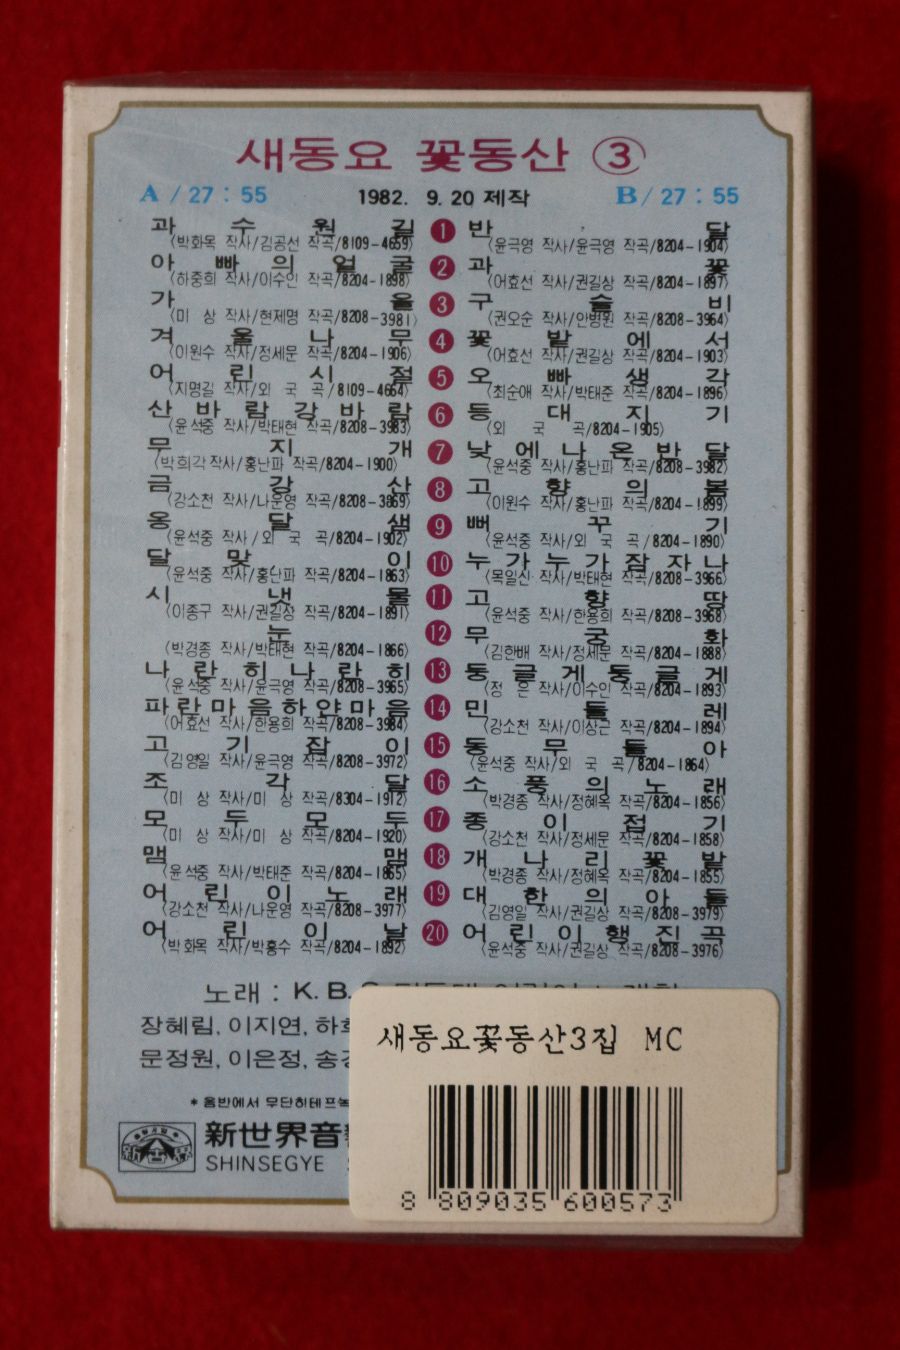 새동요 꽃동산 ③
A / 27 : 55 1982. 9. 20 제작 B / 27 : 55
과수원길 1 반달
(박화목 작사/김공선 작곡/8109-4659) (윤극영 작사/윤극영 작곡/8204-1904)
아빠의얼굴 2 과꽃
(하중희 작사/이수인 작곡/8204-1898) (어효선 작사/권길상 작곡/8204-1897)
가을 3 구슬비
(미상 작사/현제명 작곡/8208-3981) (권오순 작사/안병원 작곡/8208-3964)
겨울나무 4 꽃밭에서
(이원수 작사/정세문 작곡/8204-1906) (어효선 작사/권길상 작곡/8204-1903)
어린시절 5 오빠생각
(지명길 작사/외국곡/8109-4664) (최순애 작사/박태준 작곡/8204-1896)
산바람강바람 6 등대지기
(윤석중 작사/박태현 작곡/8208-3983) (외국곡/8204-1905)
무지개 7 낮에나온반달
(박희각작사/홍난파 작곡/8204-1900) (윤석중 작사/홍난파 작곡/8208-3982)
금강산 8 고향의봄
(강소천 작사/나운영 작곡/8208-3869) (이원수 작사/홍난파 작곡/8204-1899)
옹달샘 9 뻐꾸기
(윤석중 작사/외국곡/8204-1902) (윤석중 작사/외국곡/8204-1890)
달맞이 10 누가누가잠자나
(윤석중 작사/홍난파 작곡/8204-1863) (목일신 작사/박태현 작곡/8208-3966)
시냇물 11 고향땅
(이종구 작사/권길상 작곡/8204-1891) (윤석중 작사/한용희 작곡/8208-3968)
눈 12 무궁화
(박경종 작사/박태현 작곡/8204-1866) (김한배 작사/정세문 작곡/8204-1888)
나란히나란히 13 둥글게둥글게
(윤석중 작사/윤극영 작곡/8208-3965) (정은 작사/이수인 작곡/8204-1893)
파란마음하얀마음 14 민들레
(어효선 작사/한용희 작곡/8208-3984) (강소천 작사/이상근 작곡/8204-1894)
고기잡이 15 동무들아
(김영일 작사/윤극영 작곡/8208-3972) (윤석중 작사/외국곡/8204-1864)
조각달 16 소풍의노래
(미상 작사/미상 작곡/8304-1912) (박경종 작사/정혜옥 작곡/8204-1856)
모두모두 17 종이접기
(미상 작사/미상 작곡/8204-1920) (강소천 작사/정세문 작곡/8204-1858)
맴맴 18 개나리꽃밭
(윤석중 작사/박태준 작곡/8204-1865) (박경종 작사/정혜옥 작곡/8204-1855)
어린이노래 19 대한의아들
(강소천 작사/나운영 작곡/8208-3977) (김영일 작사/권길상 작곡/8208-3979)
어린이날 20 어린이행진곡
(박화목 작사/박흥수 작곡/8204-1892) (윤석중 작사/권길상 작곡/8208-3976)
노래 : K. B.
장혜림, 이지연,
문정원, 이은정,
* 음반에서 무단히테프
新世界音
SHINSEGYE
새동요꽃동산3집 MC
8 809035 600573